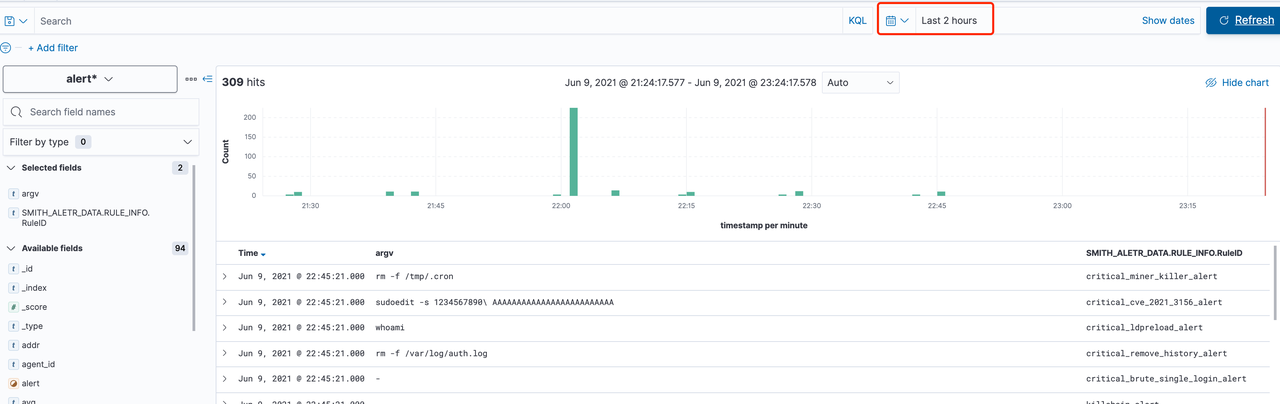 Search KQL Last 2 hours Show dates Refresh
+ Add filter
alert*
309 hits Jun 9, 2021 @ 21:24:17.577 - Jun 9, 2021 @ 23:24:17.578 Auto Hide chart
Search field names
Filter by type 0
Selected fields 2
t argv
t SMITH_ALETR_DATA.RULE_INFO.
RuleID
Available fields 94
t _id
t _index
# _score
t _type
t addr
t agent_id
alert
Count
200
150
100
50
0
21:30 21:45 22:00 22:15 22:30 22:45 23:00 23:15
timestamp per minute
Time argv SMITH_ALETR_DATA.RULE_INFO.RuleID
Jun 9, 2021 @ 22:45:21.000 rm -f /tmp/.cron critical_miner_killer_alert
Jun 9, 2021 @ 22:45:21.000 sudoedit -s 1234567890\ AAAAAAAAAAAAAAAAAAAAAAAAA critical_cve_2021_3156_alert
Jun 9, 2021 @ 22:45:21.000 whoami critical_ldpreload_alert
Jun 9, 2021 @ 22:45:21.000 rm -f /var/log/auth.log critical_remove_history_alert
Jun 9, 2021 @ 22:45:21.000 - critical_brute_single_login_alert